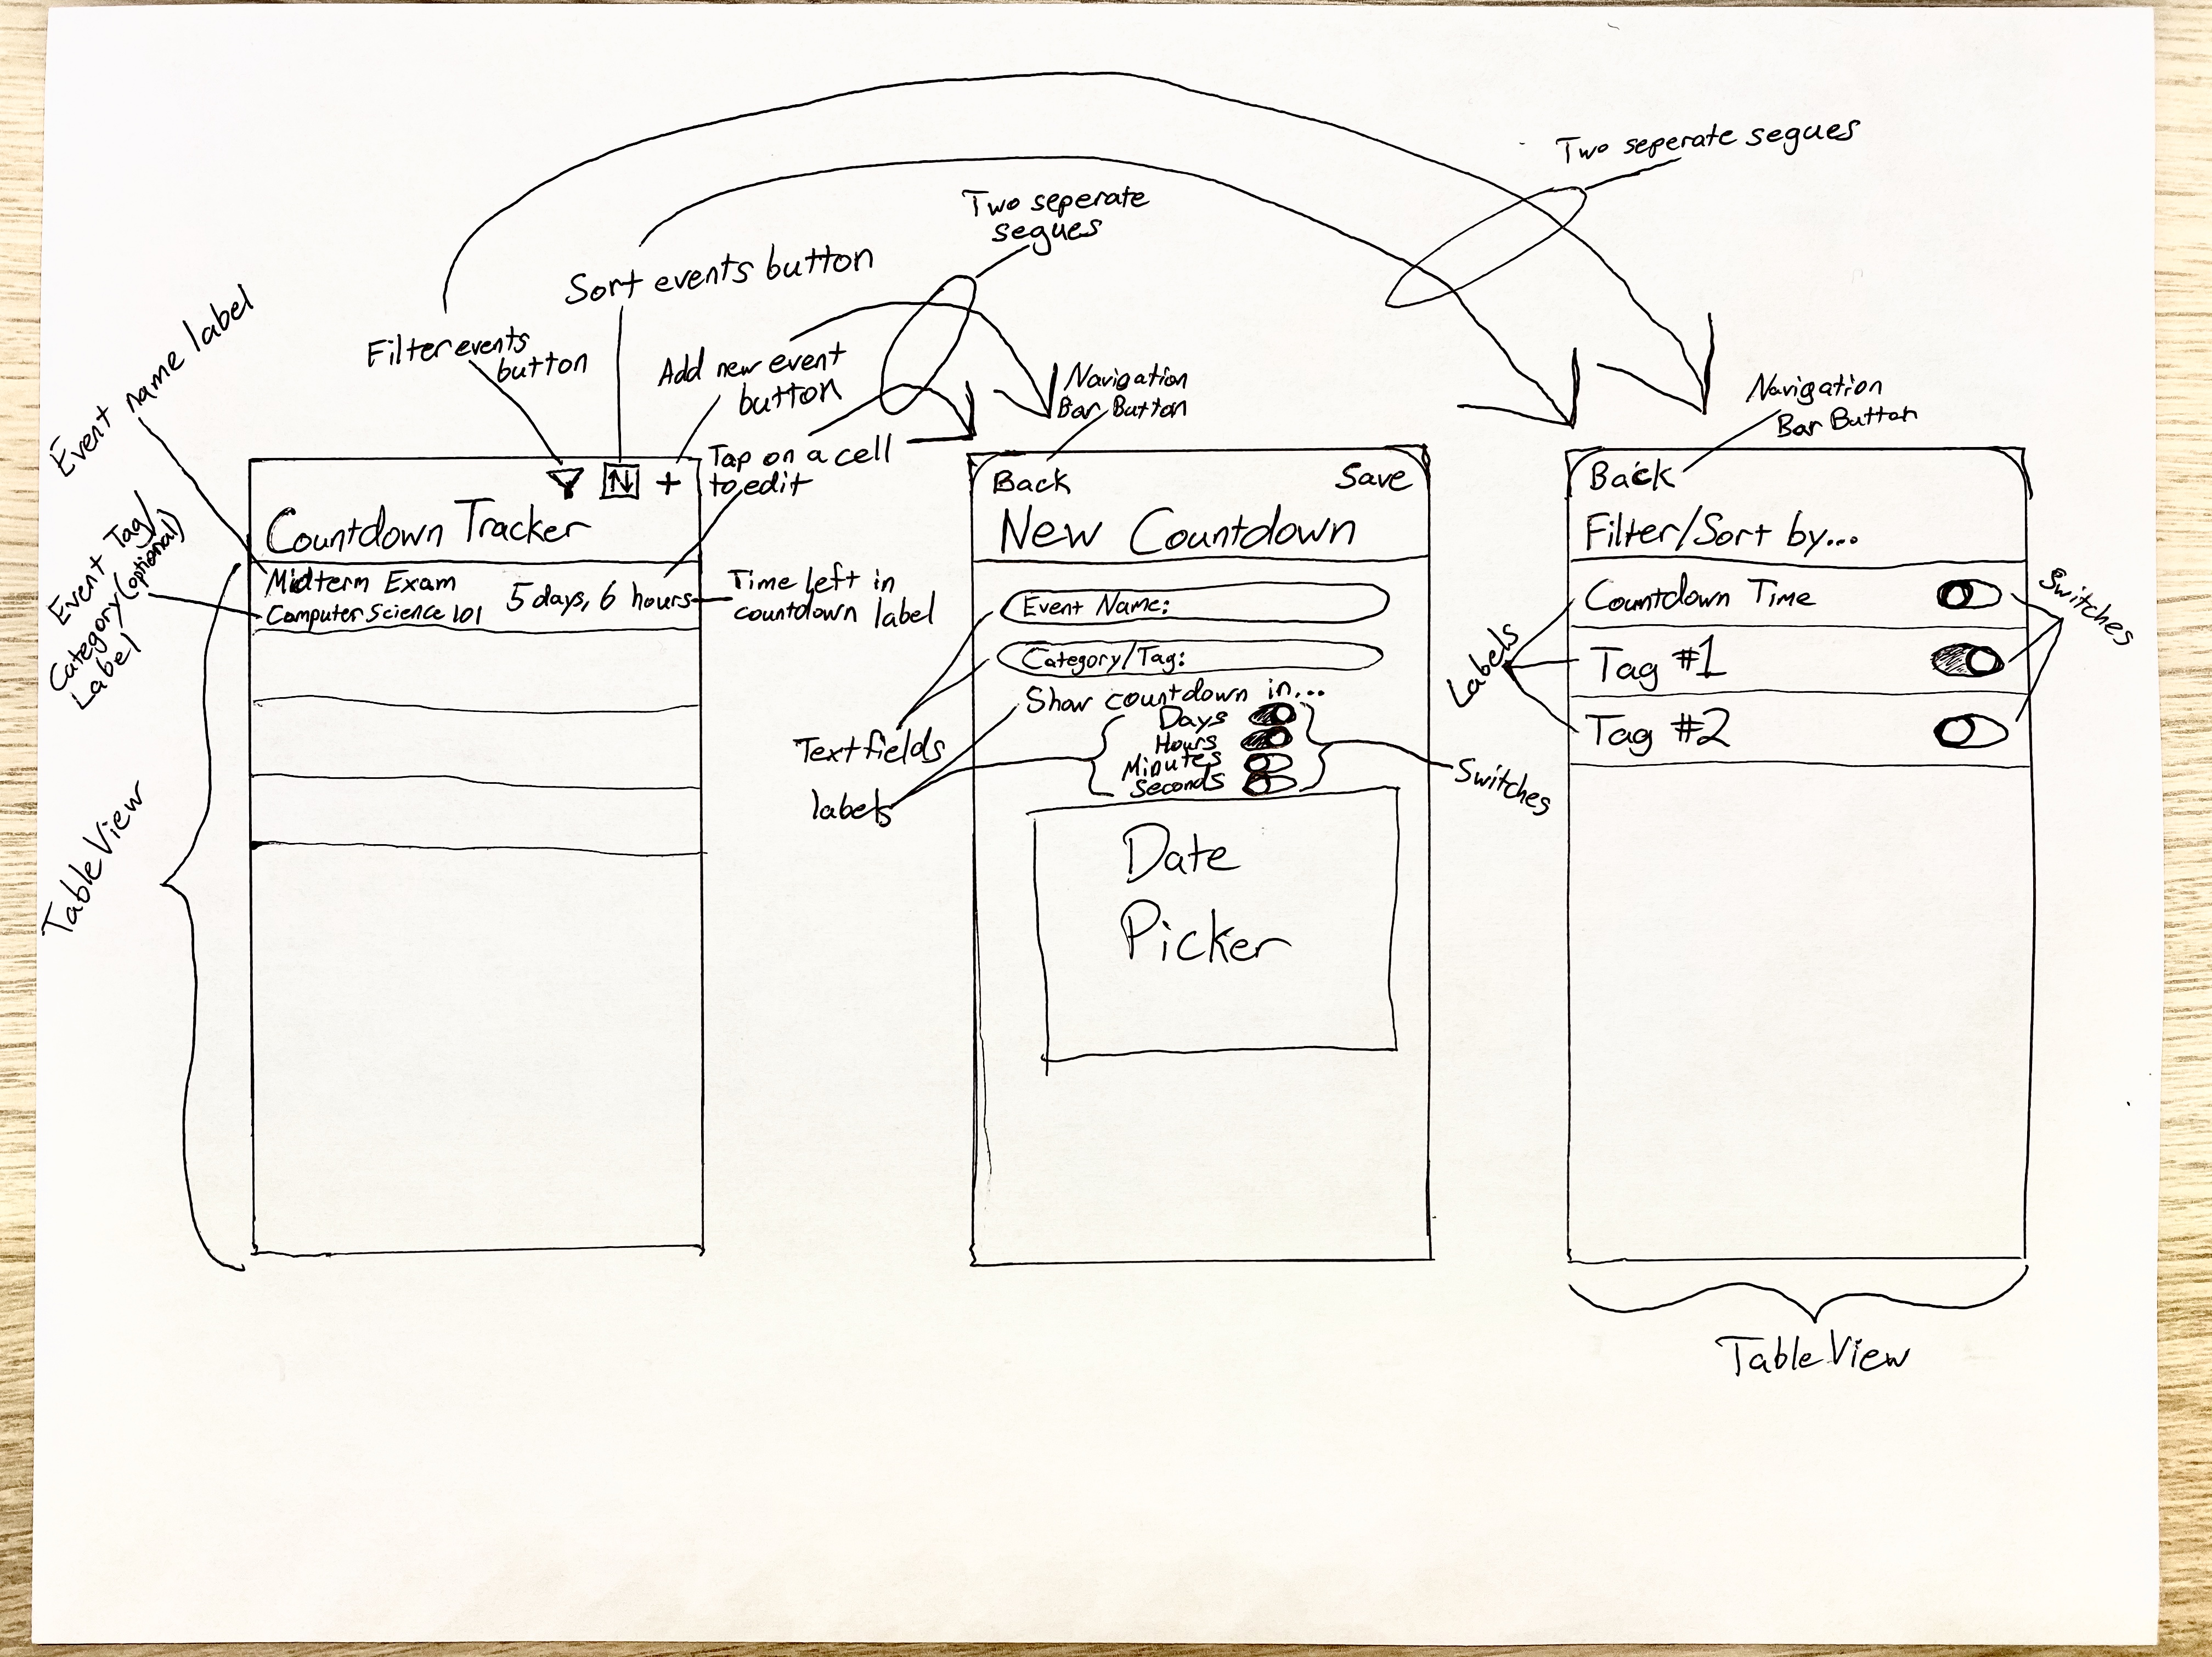 Two seperate segues
Two seperate
segues
Sort events button
Event name label
Filter events
button
Add new event
button
Navigation
Bar Button
Navigation
Bar Button
Tap on a cell
to edit
Event Tag/
Category (optional)
Label
TableView
N
+
Countdown Tracker
Midterm Exam
Computer Science 101
5 days, 6 hours
Time left in
countdown label
Back
Save
New Countdown
Event Name:
Category/Tag:
Show countdown in...
Days
Hours
Minutes
Seconds
Text fields
labels
Switches
Date
Picker
Back
Filter/Sort by...
Countdown Time
Tag #1
Tag #2
Labels
Switches
TableView